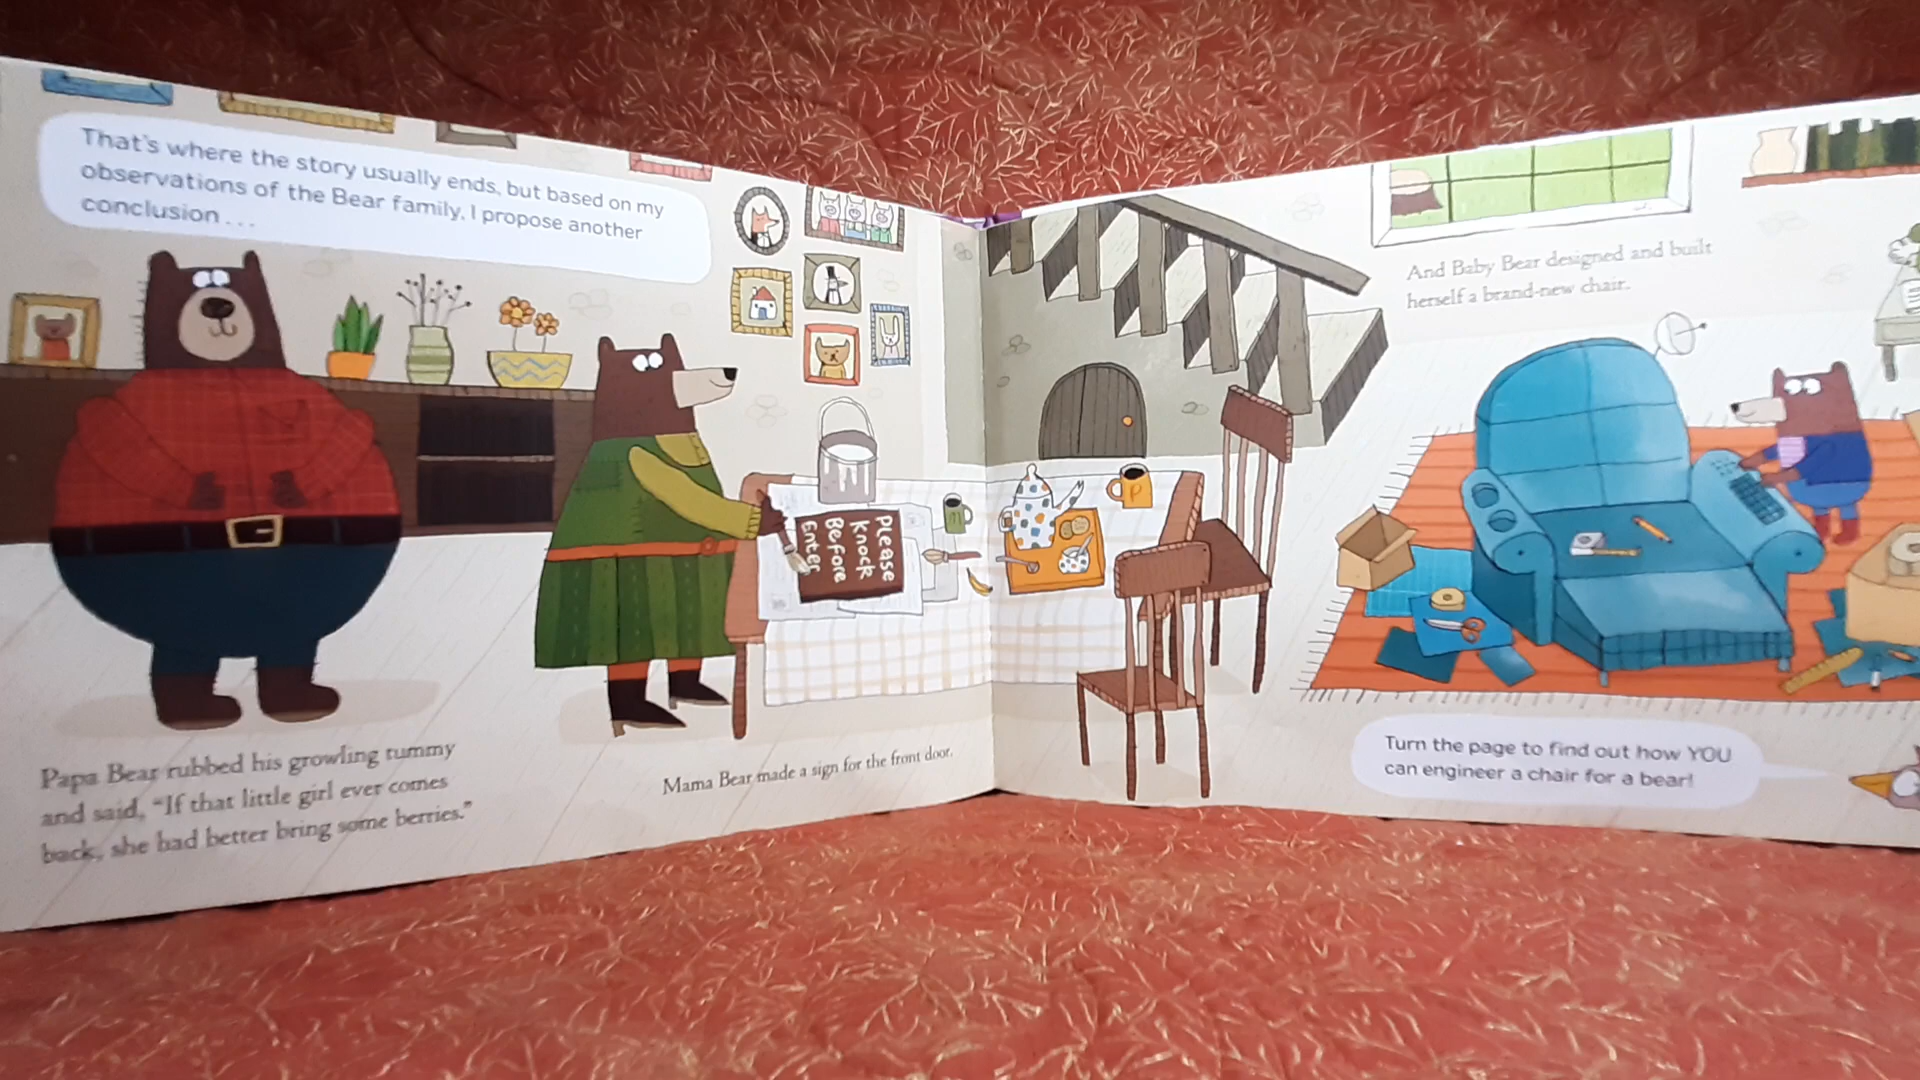 That's where the story usually ends, but based on my
observations of the Bear family, I propose another
conclusion . . .
Please
Knock
Before
Enter
m
P
Papa Bear rubbed his growling tummy
and said, “If that little girl ever comes
back, she had better bring some berries.”
Mama Bear made a sign for the front door.
And Baby Bear designed and built
herself a brand-new chair.
Turn the page to find out how YOU
can engineer a chair for a bear!